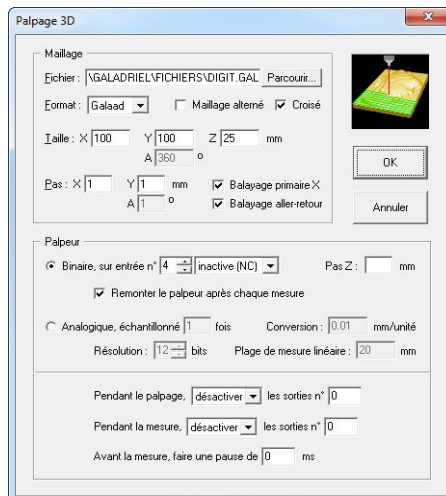 Palpage 3D
Maillage
Fichier : \GALADRIEL\FICHIERS\DIGIT.GAL Parcourir...
Format : Galaad Maillage alterné Croisé
Taille : X 100 Y 100 Z 25 mm
A 360 °
Pas : X 1 Y 1 mm Balayage primaire X
A 1 ° Balayage aller-retour
OK
Annuler
Palpeur
Binaire, sur entrée n° 4 inactive (NC) Pas Z : mm
Remonter le palpeur après chaque mesure
Analogique, échantillonné 1 fois Conversion : 0.01 mm/unité
Résolution : 12 bits Plage de mesure linéaire : 20 mm
Pendant le palpage, désactiver les sorties n° 0
Pendant la mesure, désactiver les sorties n° 0
Avant la mesure, faire une pause de 0 ms